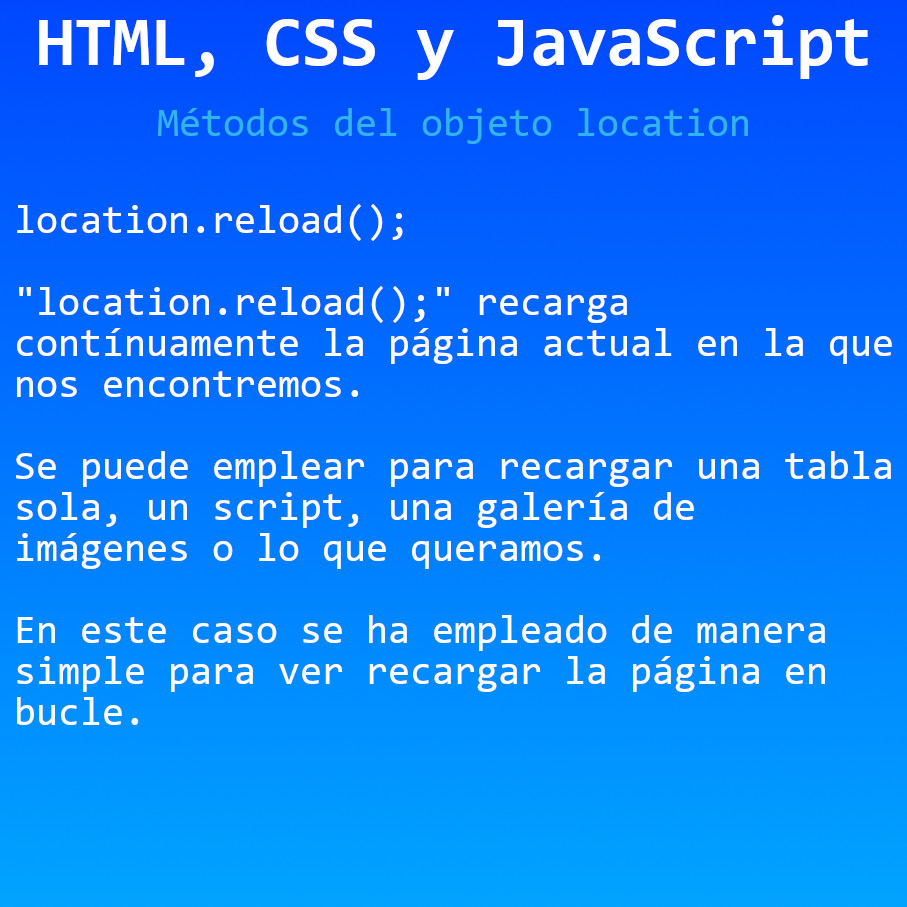 HTML, CSS y JavaScript
Métodos del objeto location
location.reload();
"location.reload();" recarga
contínuamente la página actual en la que
nos encontremos.
Se puede emplear para recargar una tabla
sola, un script, una galería de
imágenes o lo que queramos.
En este caso se ha empleado de manera
simple para ver recargar la página en
bucle.